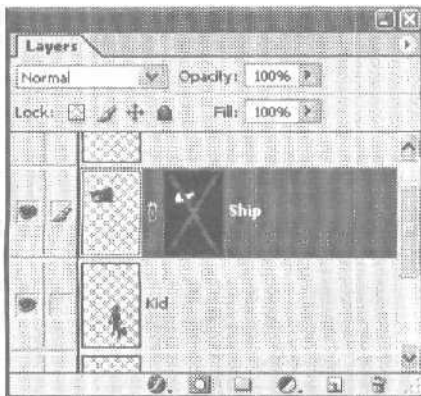 Layers
Normal Opacity: 100%
Lock: Fill: 100%
Ship
Kid